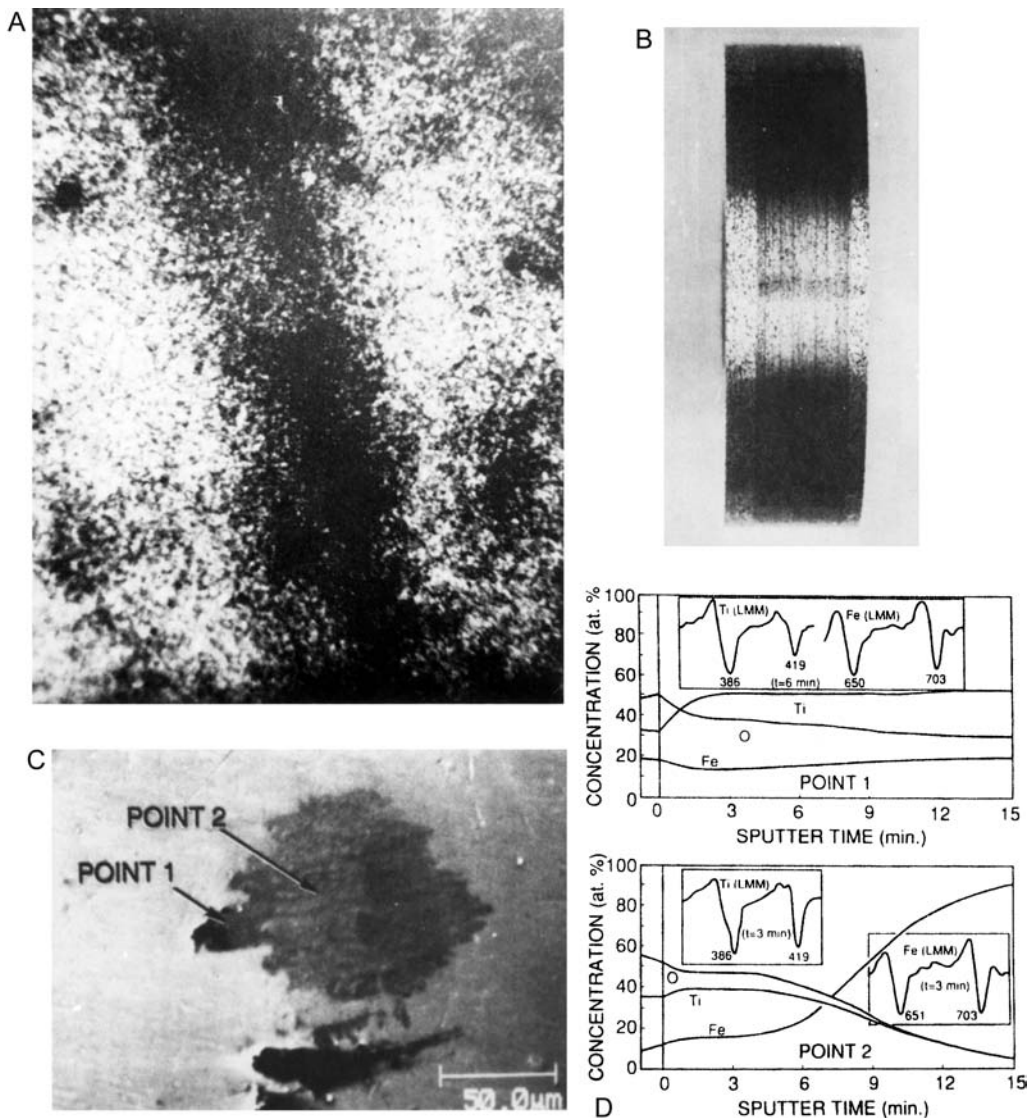 A
B
CONCENTRATION (at. %)
100
80
60
40
20
0
Ti (LMM)
Fe (LMM)
386
419
(t=6 min)
650
703
Ti
O
Fe
POINT 1
0
3
6
9
12
15
SPUTTER TIME (min.)
C
POINT 2
POINT 1
50.0µm
CONCENTRATION (at. %)
100
80
60
40
20
0
Ti (LMM)
(t=3 min)
386
419
Fe (LMM)
(t=3 min)
651
703
O
Ti
Fe
POINT 2
0
3
6
9
12
15
SPUTTER TIME (min.)
D